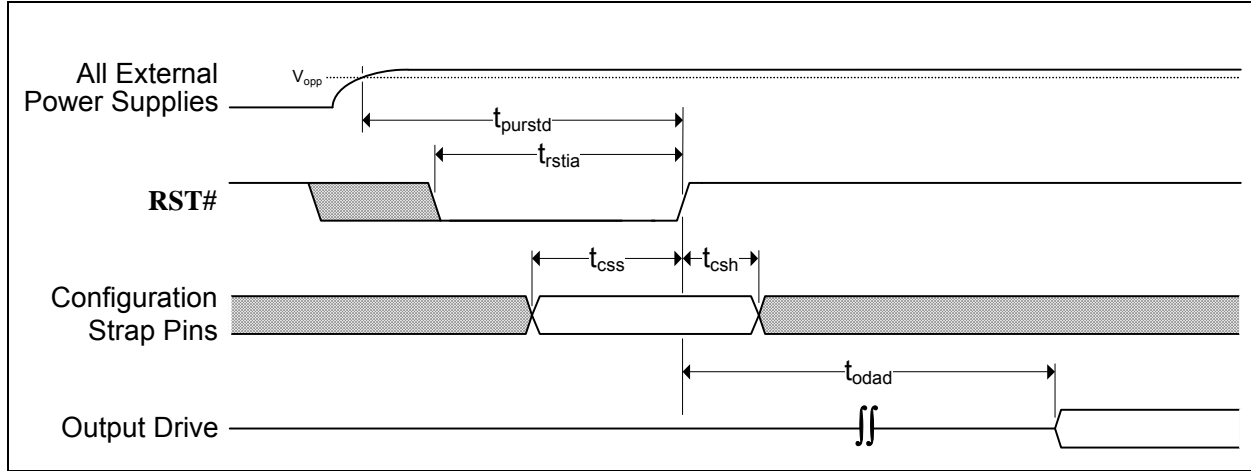 All External
Power Supplies
Vopp
tpurstd
trstia
RST#
tcss
tcsh
Configuration
Strap Pins
todad
Output Drive